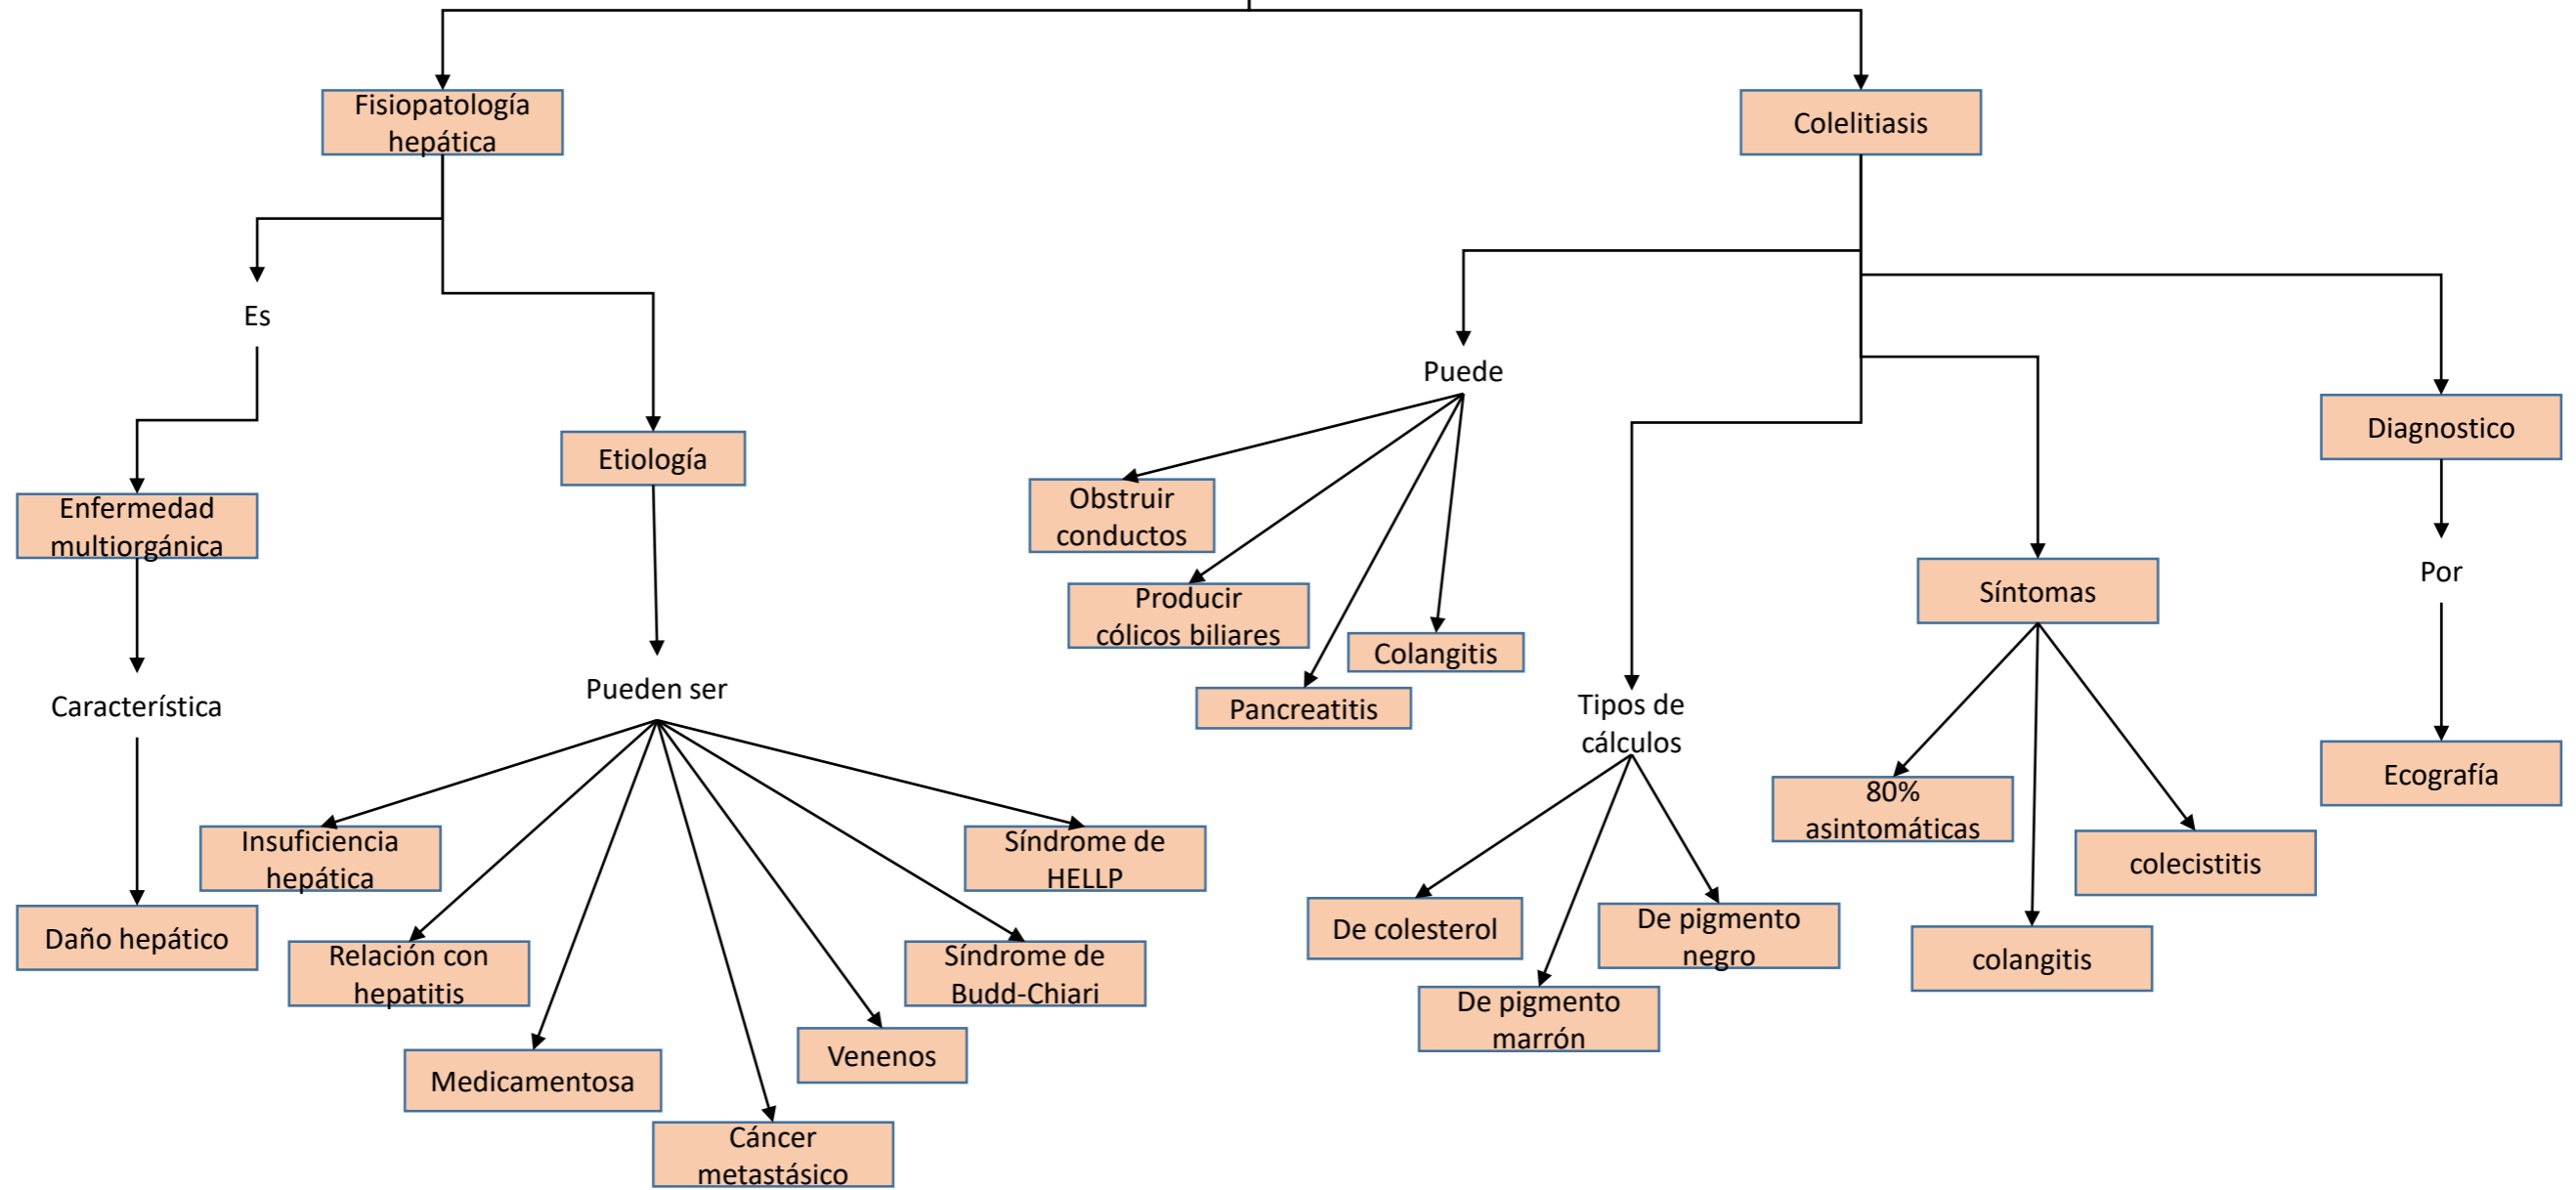 Fisiopatología
hepática
Colelitiasis
Es
Puede
Diagnostico
Etiología
Enfermedad
multiorgánica
Obstruir
conductos
Por
Síntomas
Producir
cólicos biliares
Colangitis
Pueden ser
Característica
Pancreatitis
Tipos de
cálculos
Ecografía
80%
asintomáticas
Insuficiencia
hepática
Síndrome de
HELLP
colecistitis
Daño hepático
De colesterol
De pigmento
negro
colangitis
Relación con
hepatitis
Síndrome de
Budd-Chiari
De pigmento
marrón
Venenos
Medicamentosa
Cáncer
metastásico